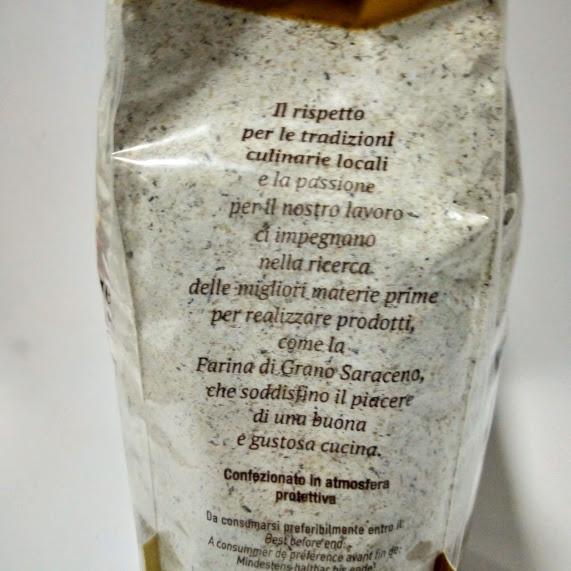 Il rispetto
per le tradizioni
culinarie locali
e la passione
per il nostro lavoro
ci impegnano
nella ricerca
delle migliori materie prime
per realizzare prodotti,
come la
Farina di Grano Saraceno,
che soddisfino il piacere
di una buona
e gustosa cucina.
Confezionato in atmosfera
protettiva
Da consumarsi preferibilmente entro il:
Best before end:
A consummer de préférence avant fin de:
Mindestens haltbar bis ende: